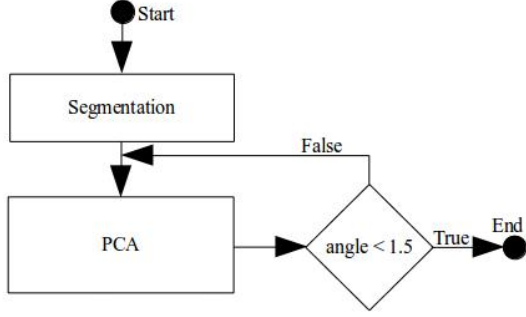 Start
Segmentation
False
PCA
angle < 1.5
True
End